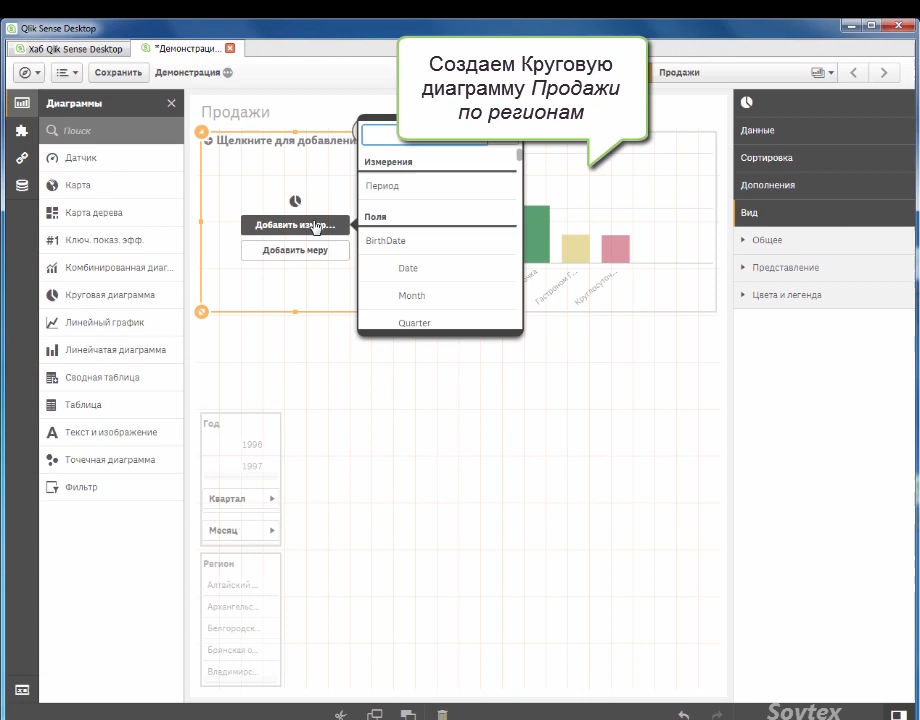 Qlik Sense Desktop
Хаб Qlik Sense Desktop
*Демонстраци...
Сохранить
Демонстрация
Продажи
Создаем Круговую
диаграмму Продажи
по регионам
Диаграммы
Поиск
Датчик
Карта
Карта дерева
#1 Ключ. показ. эфф.
Комбинированная диаг...
Круговая диаграмма
Линейный график
Линейчатая диаграмма
Сводная таблица
Таблица
Текст и изображение
Точечная диаграмма
Фильтр
Продажи
Щелкните для добавлени
Добавить измер...
Добавить меру
Измерения
Период
Поля
BirthDate
Date
Month
Quarter
Гастроном Г...
Круглосуточ...
Год
1996
1997
Квартал
Месяц
Регион
Алтайский ...
Архангельс...
Белгородск...
Брянская о...
Владимирс...
Данные
Сортировка
Дополнения
Вид
Общее
Представление
Цвета и легенда
Sovtex